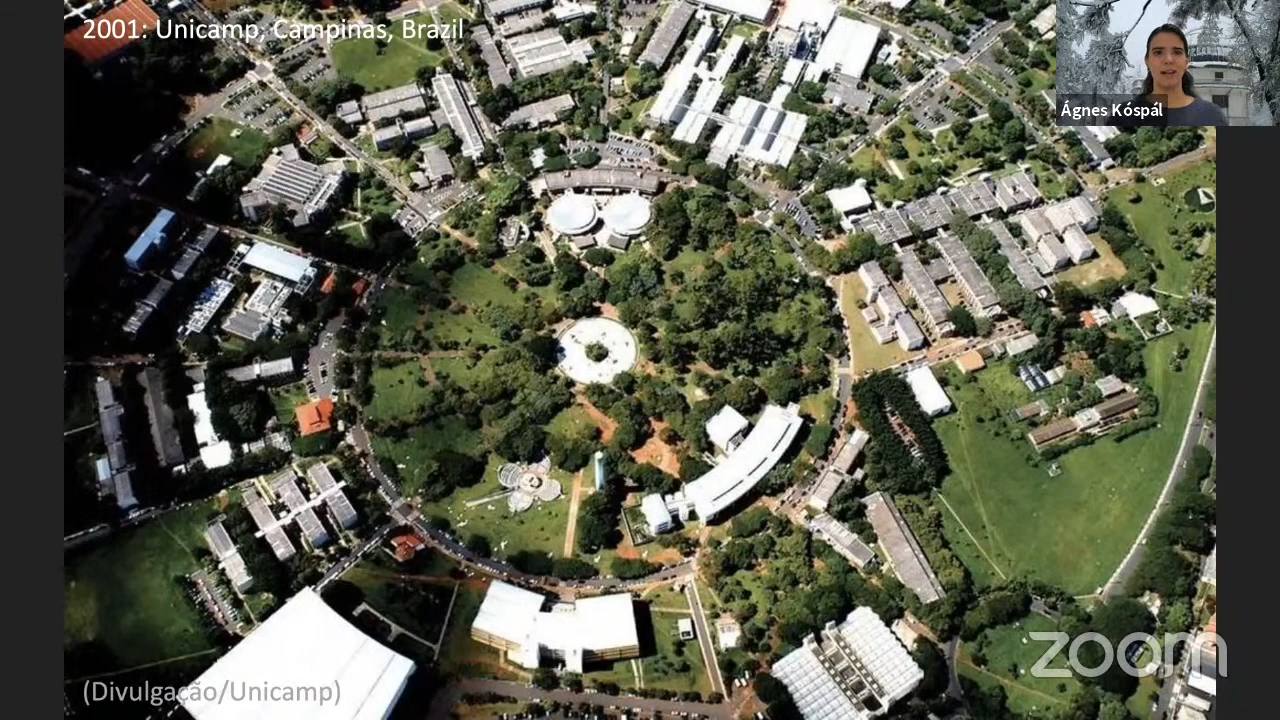 2001: Unicamp, Campinas, Brazil
Ágnes Kóspál
(Divulgação/Unicamp)
zoom